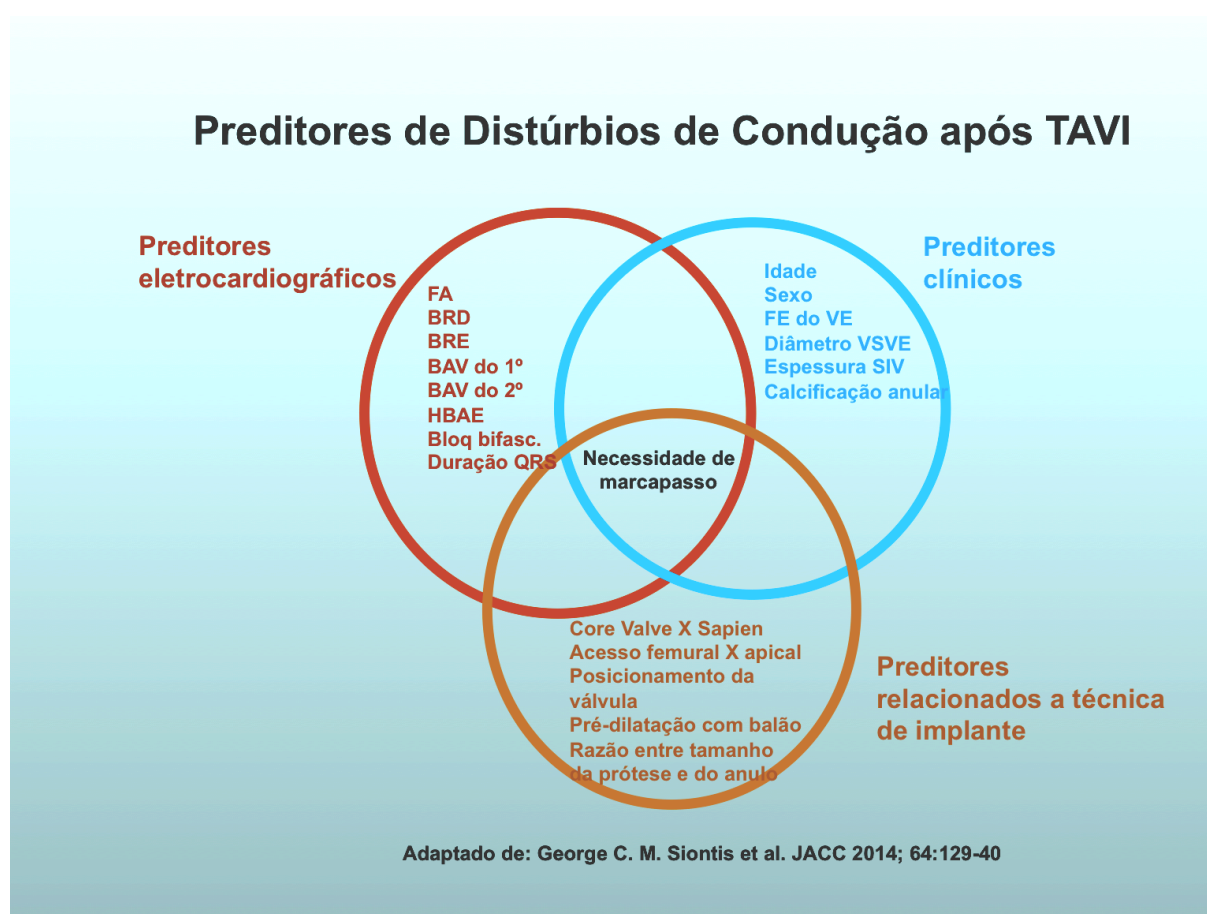 Preditores de Distúrbios de Condução após TAVI
Preditores
eletrocardiográficos
FA
BRD
BRE
BAV do 1º
BAV do 2º
HBAE
Bloq bifasc.
Duração QRS
Idade
Sexo
FE do VE
Diâmetro VSVE
Espessura SIV
Calcificação anular
Preditores
clínicos
Necessidade de
marcapasso
Core Valve X Sapien
Acesso femural X apical
Posicionamento da
válvula
Pré-dilatação com balão
Razão entre tamanho
da prótese e do anulo
Preditores
relacionados a técnica
de implante
Adaptado de: George C. M. Siontis et al. JACC 2014; 64:129-40